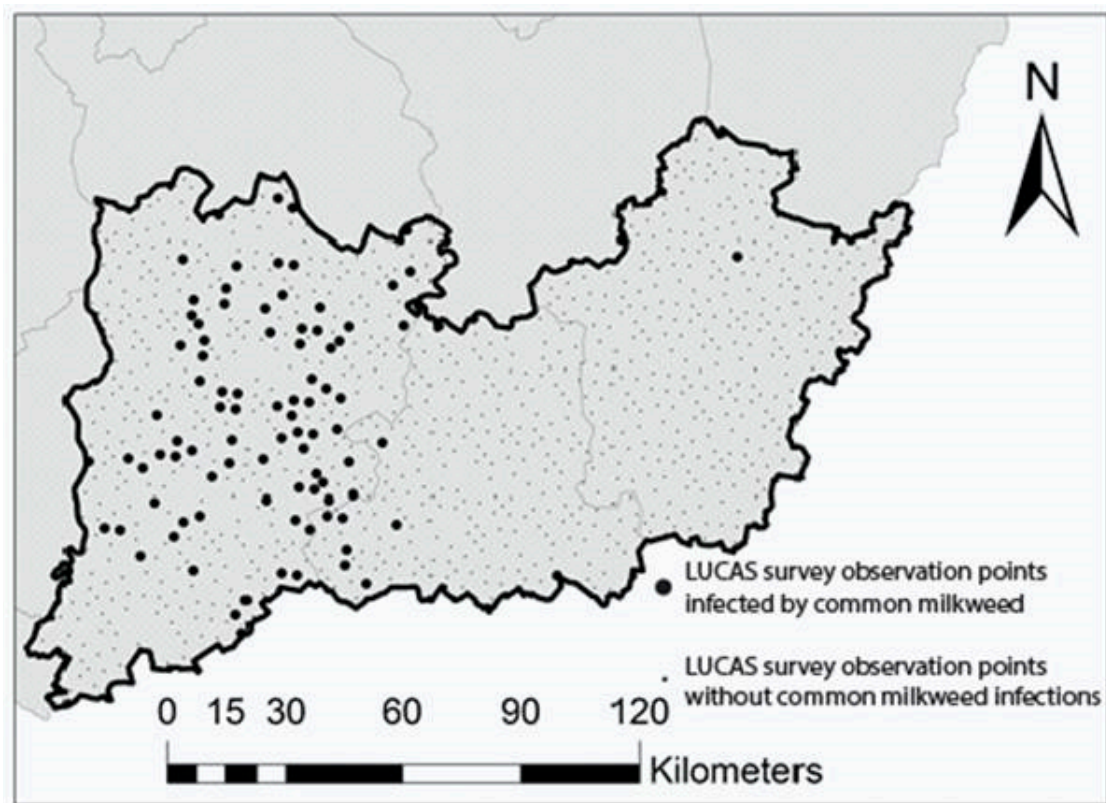 N
LUCAS survey observation points
infected by common milkweed
LUCAS survey observation points
without common milkweed infections
0 15 30 60 90 120
Kilometers